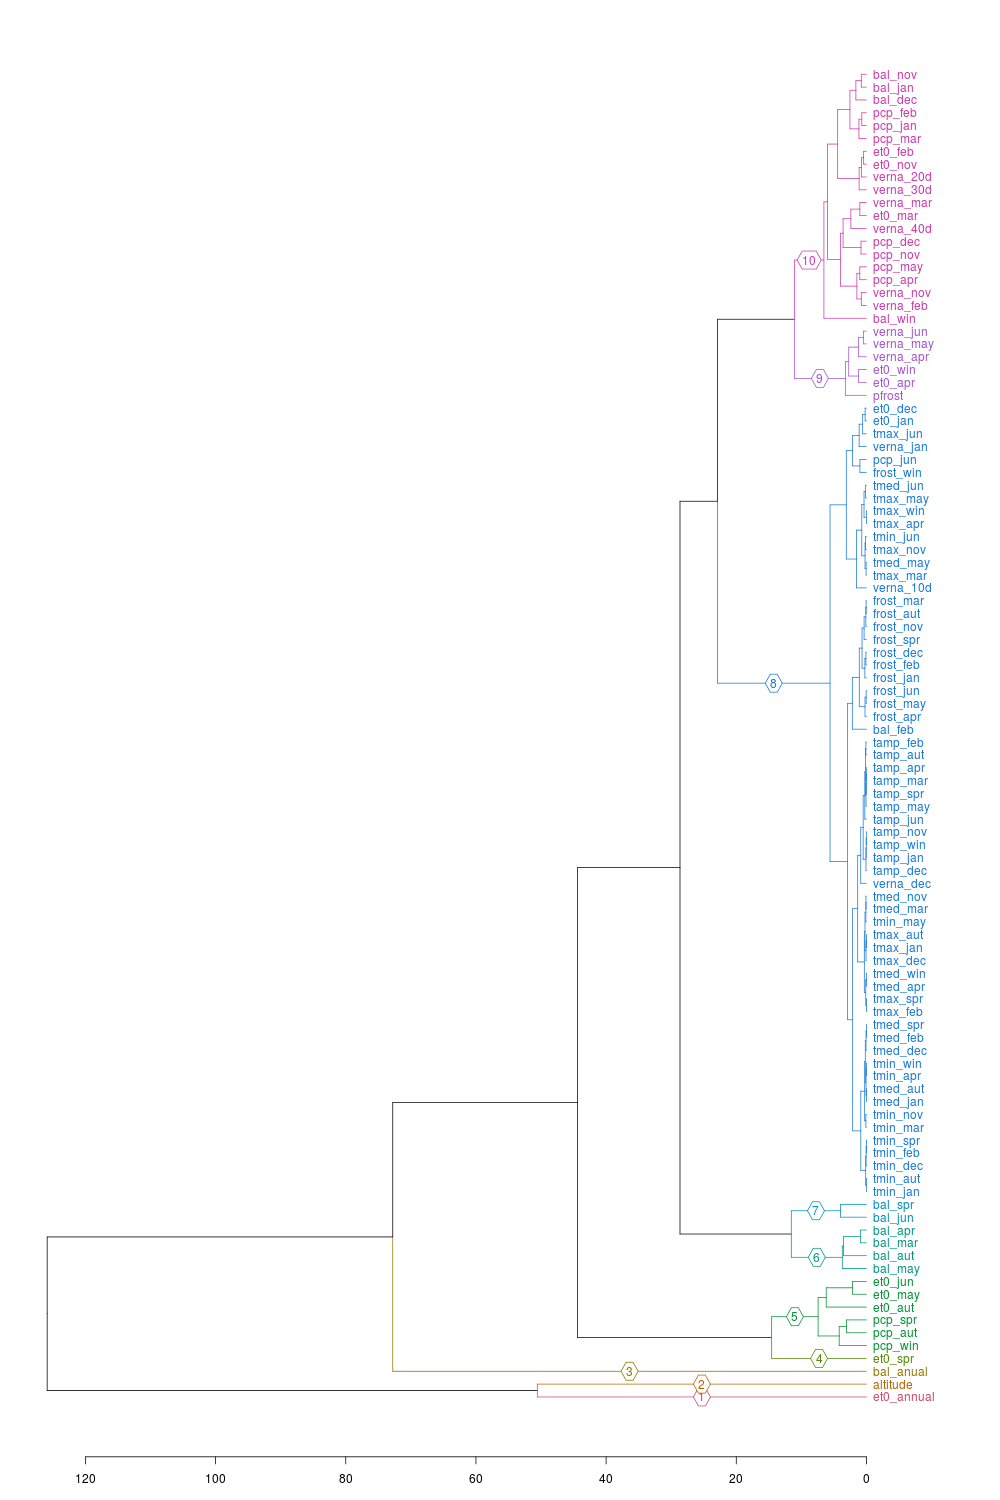 bal_nov
bal_jan
bal_dec
pcp_feb
pcp_jan
pcp_mar
et0_feb
et0_nov
verna_20d
verna_30d
verna_mar
et0_mar
verna_40d
pcp_dec
pcp_nov
10
pcp_may
pcp_apr
verna_nov
verna_feb
bal_win
verna_jun
verna_may
verna_apr
et0_win
9
et0_apr
pfrost
et0_dec
et0_jan
tmax_jun
verna_jan
pcp_jun
frost_win
tmed_jun
tmax_may
tmax_win
tmax_apr
tmin_jun
tmax_nov
tmed_may
tmax_mar
verna_10d
frost_mar
frost_aut
frost_nov
frost_spr
frost_dec
frost_feb
frost_jan
8
frost_jun
frost_may
frost_apr
bal_feb
tamp_feb
tamp_aut
tamp_apr
tamp_mar
tamp_spr
tamp_may
tamp_jun
tamp_nov
tamp_win
tamp_jan
tamp_dec
verna_dec
tmed_nov
tmed_mar
tmin_may
tmax_aut
tmax_jan
tmax_dec
tmed_win
tmed_apr
tmax_spr
tmax_feb
tmed_spr
tmed_feb
tmed_dec
tmin_win
tmin_apr
tmed_aut
tmed_jan
tmin_nov
tmin_mar
tmin_spr
tmin_feb
tmin_dec
tmin_aut
tmin_jan
bal_spr
7
bal_jun
bal_apr
bal_mar
bal_aut
6
bal_may
et0_jun
et0_may
et0_aut
5
pcp_spr
pcp_aut
pcp_win
4
et0_spr
3
bal_anual
2
altitude
1
et0_annual
120 100 80 60 40 20 0